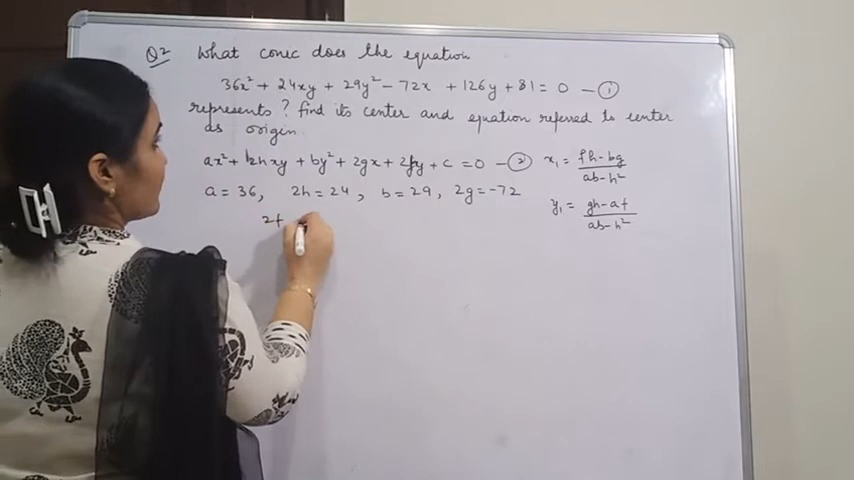 Q2 What conic does the equation
36x² + 24xy + 29y² - 72x + 126y + 81 = 0 - ①
represents? find its center and equation referred to center
as origin.
ax² + 2hxy + by² + 2gx + 2fy + c = 0 - ②
x₁ = fh-bg / ab-h²
a = 36, 2h = 24, b = 29, 2g = -72
y₁ = gh-af / ab-h²
2f